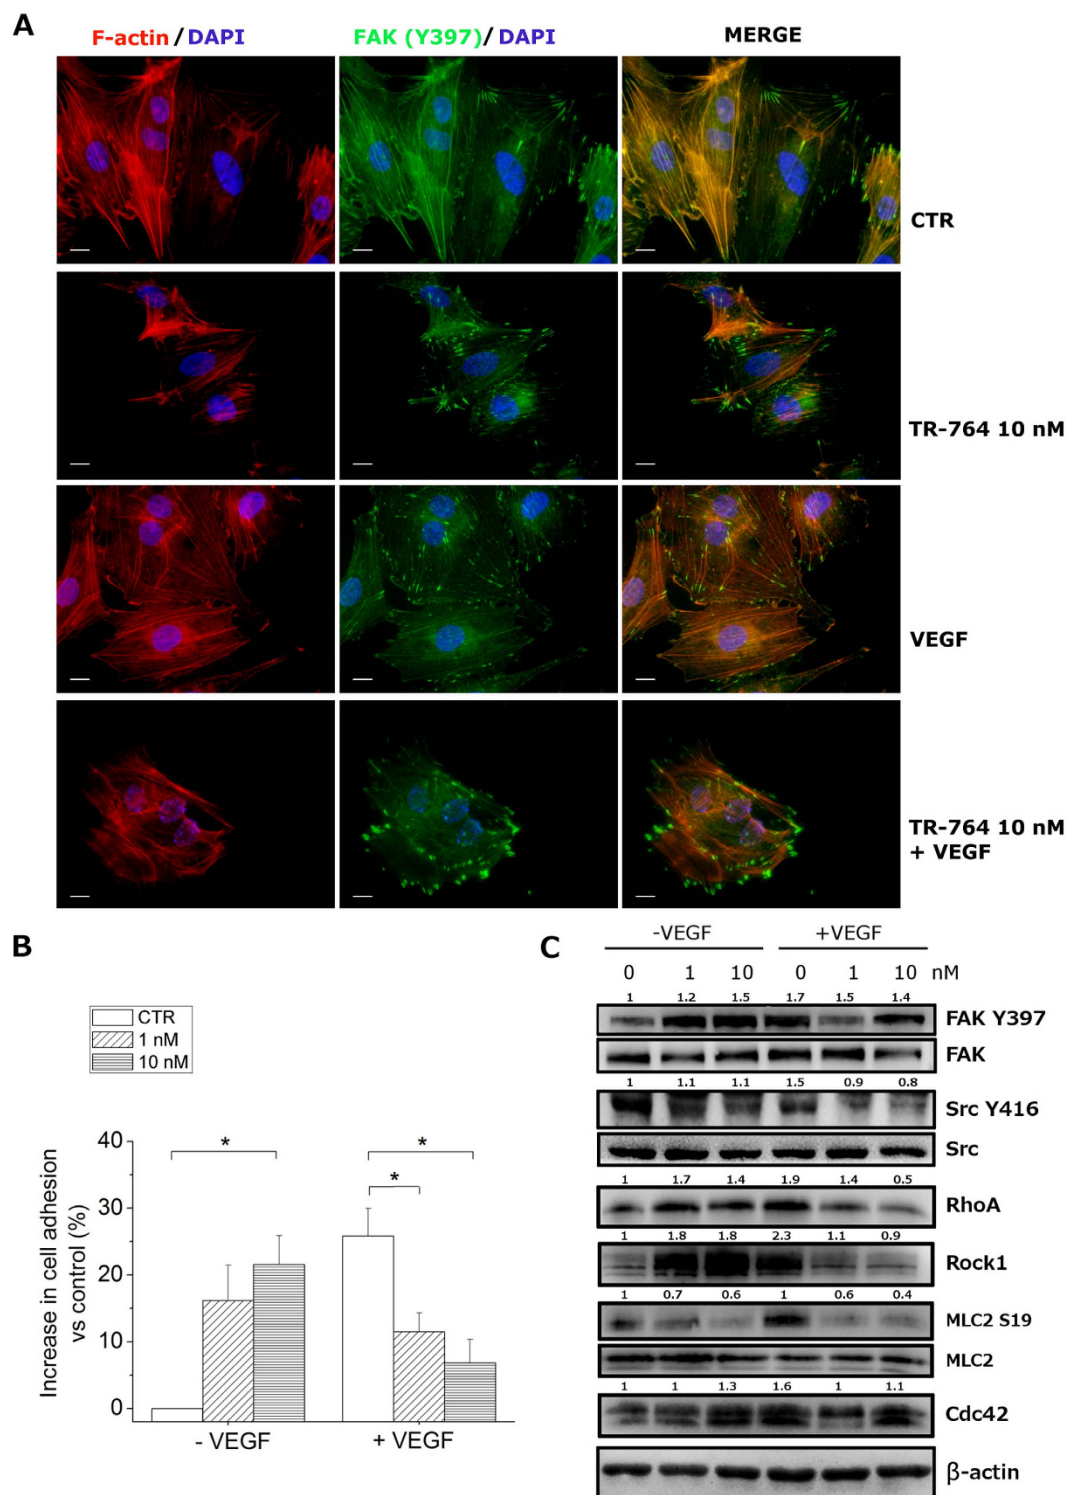 A
F-actin / DAPI
FAK (Y397)/ DAPI
MERGE
CTR
TR-764 10 nM
VEGF
TR-764 10 nM
+ VEGF
B
CTR
1 nM
10 nM
Increase in cell adhesion
vs control (%)
40
30
20
10
0
*
*
*
- VEGF
+ VEGF
C
-VEGF
+VEGF
0 1 10 0 1 10 nM
1 1.2 1.5 1.7 1.5 1.4
FAK Y397
FAK
1 1.1 1.1 1.5 0.9 0.8
Src Y416
Src
1 1.7 1.4 1.9 1.4 0.5
RhoA
1 1.8 1.8 2.3 1.1 0.9
Rock1
1 0.7 0.6 1 0.6 0.4
MLC2 S19
MLC2
1 1 1.3 1.6 1 1.1
Cdc42
β-actin